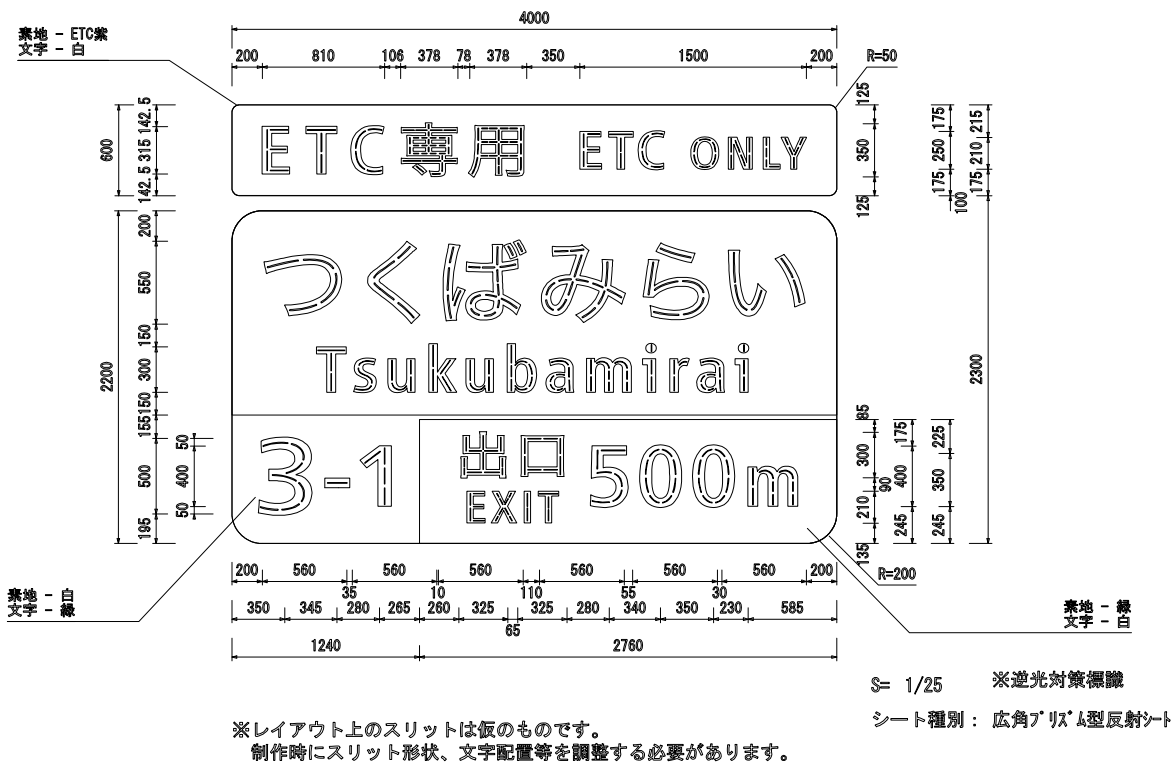 4000
素地 - ETC紫
文字 - 白
200 810 106 378 78 378 350 1500 200
R=50
600
142.5 315 142.5
ETC専用 ETC ONLY
125 350 125
175 250 175
215 210 175
100
2200
200 550 150 300 150 155 500 195
50 400 50
つくばみらい
Tsukubamirai
2300
3-1
出口
EXIT
500m
85 300 90 210 135
175 400 245
225 350 245
200 560 35 560 10 560 110 560 55 560 30 560 200
R=200
350 345 280 265 260 325 65 325 280 340 350 230 585
1240 2760
素地 - 白
文字 - 緑
素地 - 緑
文字 - 白
S= 1/25 ※逆光対策標識
シート種別: 広角プリズム型反射シート
※レイアウト上のスリットは仮のものです。
制作時にスリット形状、文字配置等を調整する必要があります。